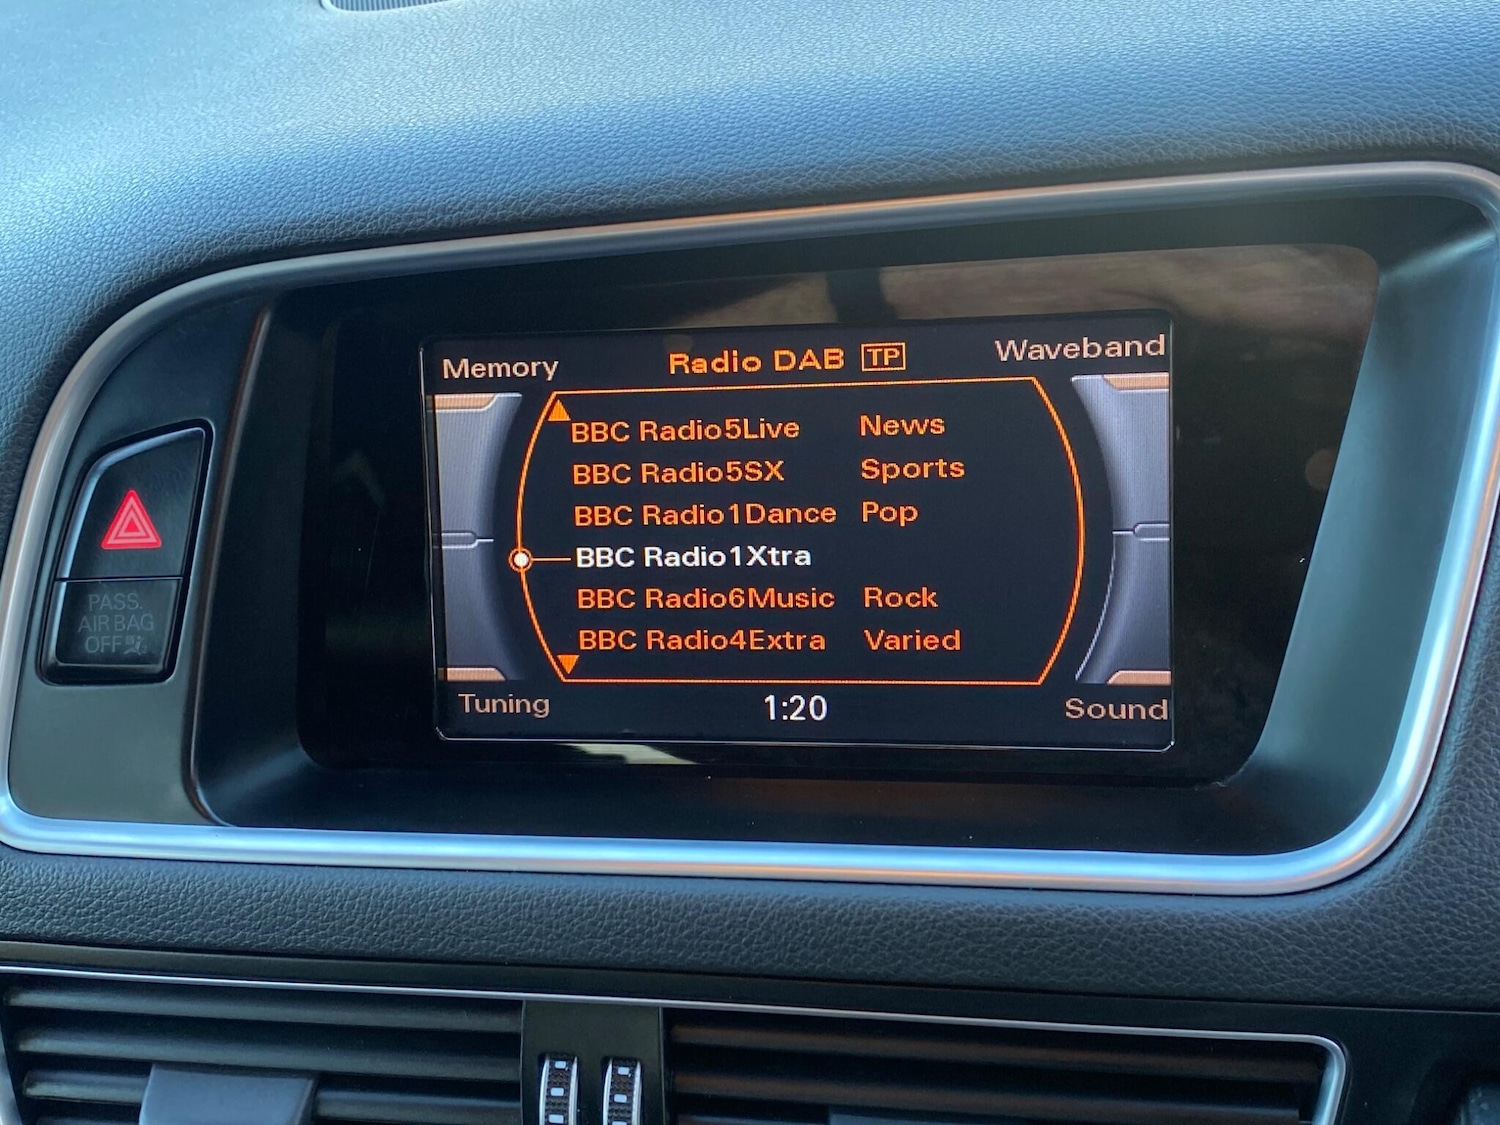 Memory
Radio DAB TP
Waveband
BBC Radio5Live News
BBC Radio5SX Sports
BBC Radio1Dance Pop
BBC Radio1Xtra
BBC Radio6Music Rock
BBC Radio4Extra Varied
Tuning
1:20
Sound
PASS.
AIR BAG
OFF